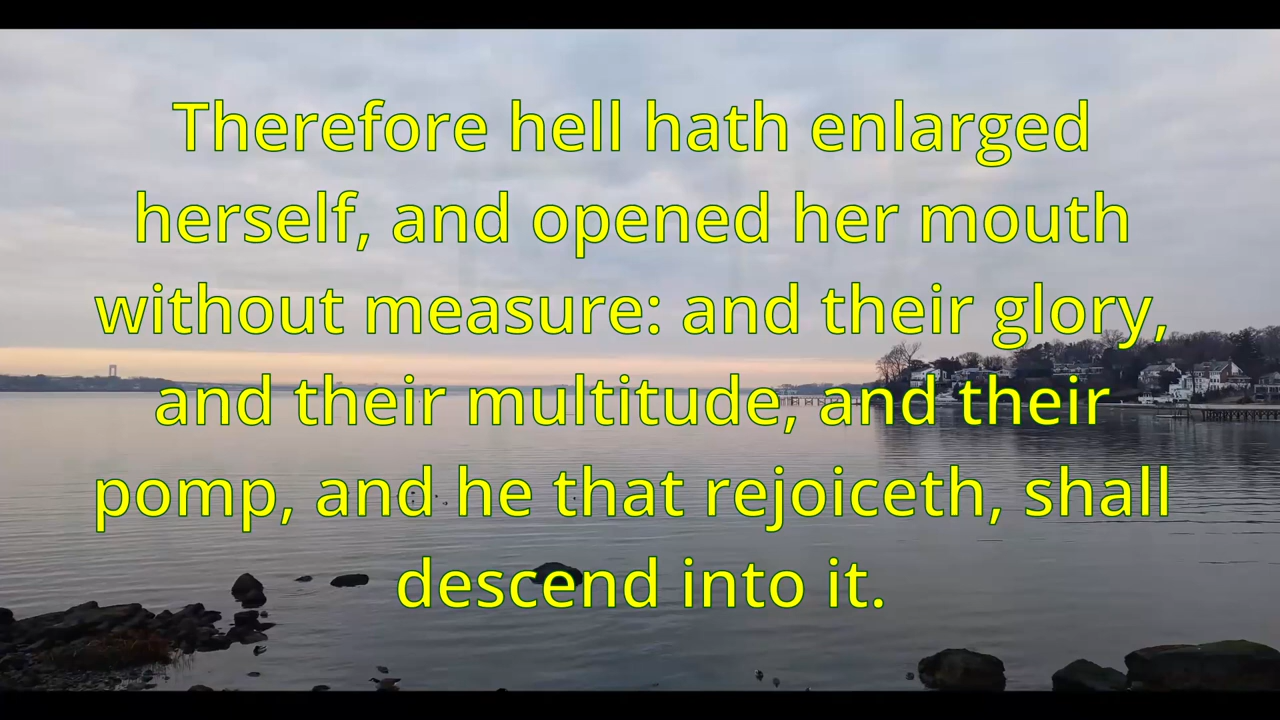 Therefore hell hath enlarged
herself, and opened her mouth
without measure: and their glory,
and their multitude, and their
pomp, and he that rejoiceth, shall
descend into it.